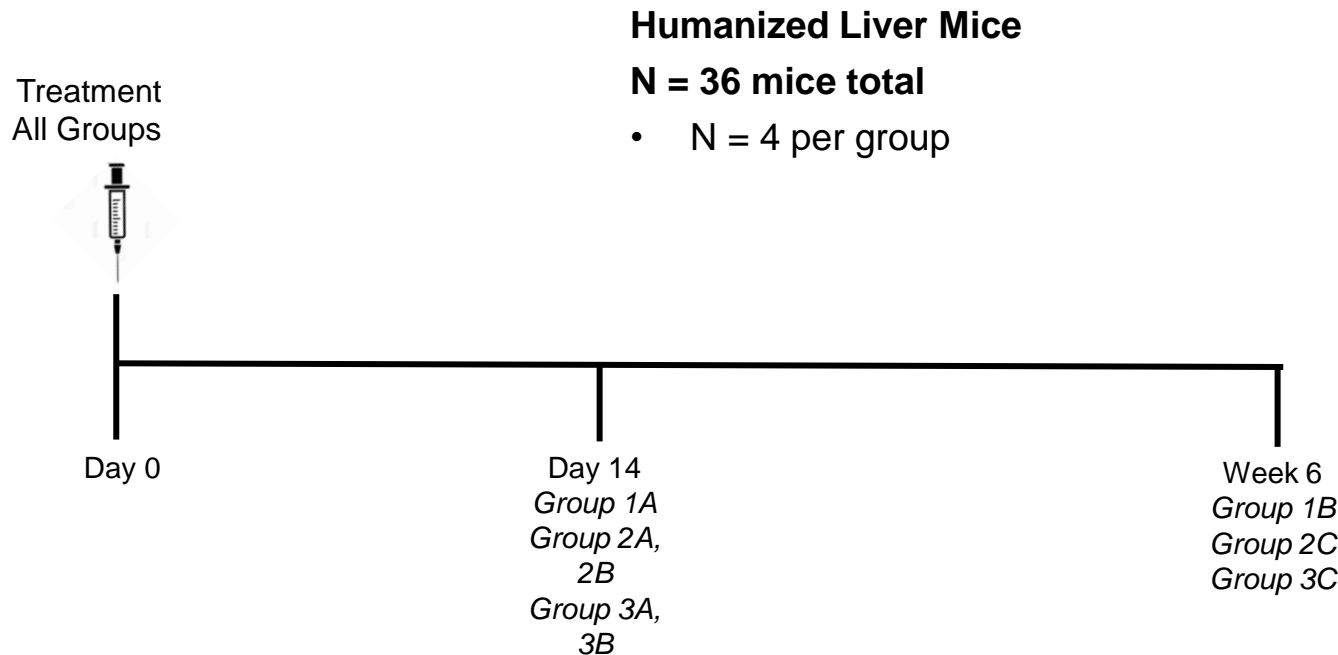 Humanized Liver Mice
N = 36 mice total
• N = 4 per group
Treatment
All Groups
Day 0
Day 14
Group 1A
Group 2A,
2B
Group 3A,
3B
Week 6
Group 1B
Group 2C
Group 3C